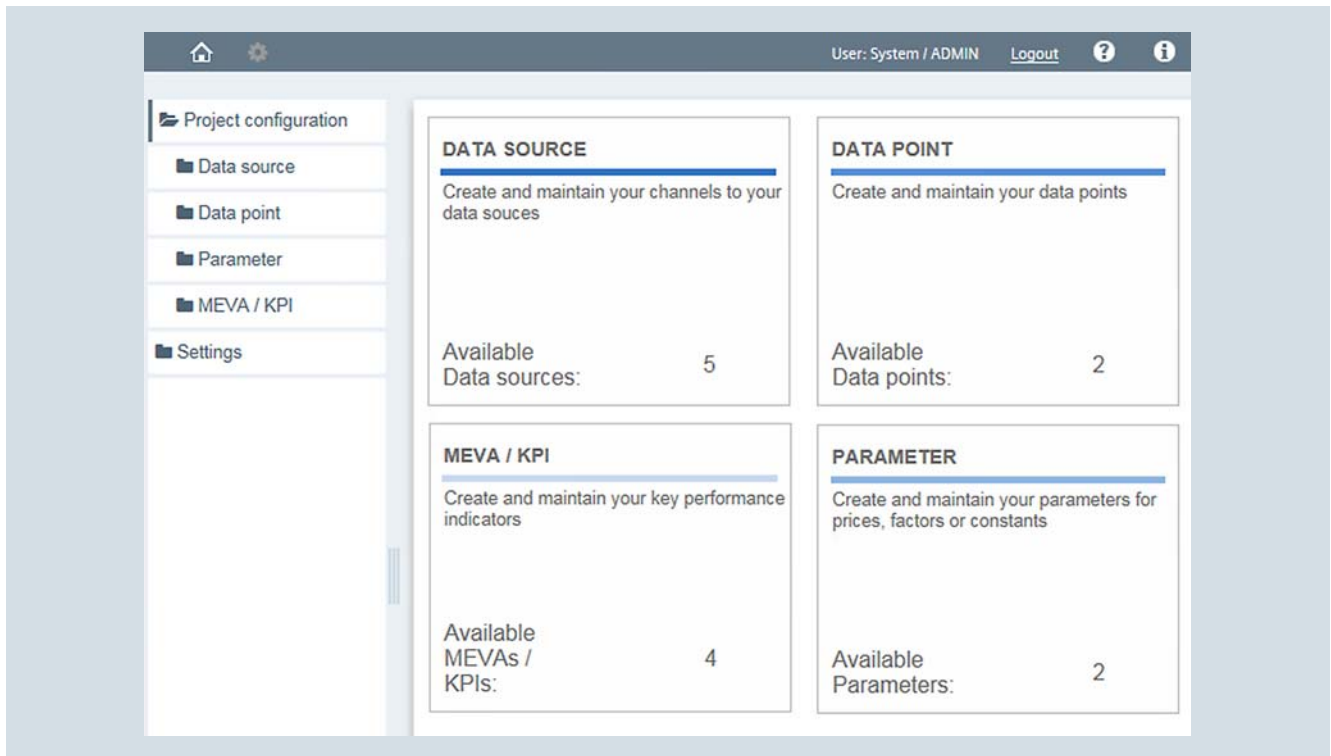 User: System / ADMIN Logout
Project configuration
Data source
Data point
Parameter
MEVA / KPI
Settings
DATA SOURCE
Create and maintain your channels to your
data souces
Available
Data sources:
5
DATA POINT
Create and maintain your data points
Available
Data points:
2
MEVA / KPI
Create and maintain your key performance
indicators
Available
MEVAs /
KPIs:
4
PARAMETER
Create and maintain your parameters for
prices, factors or constants
Available
Parameters:
2